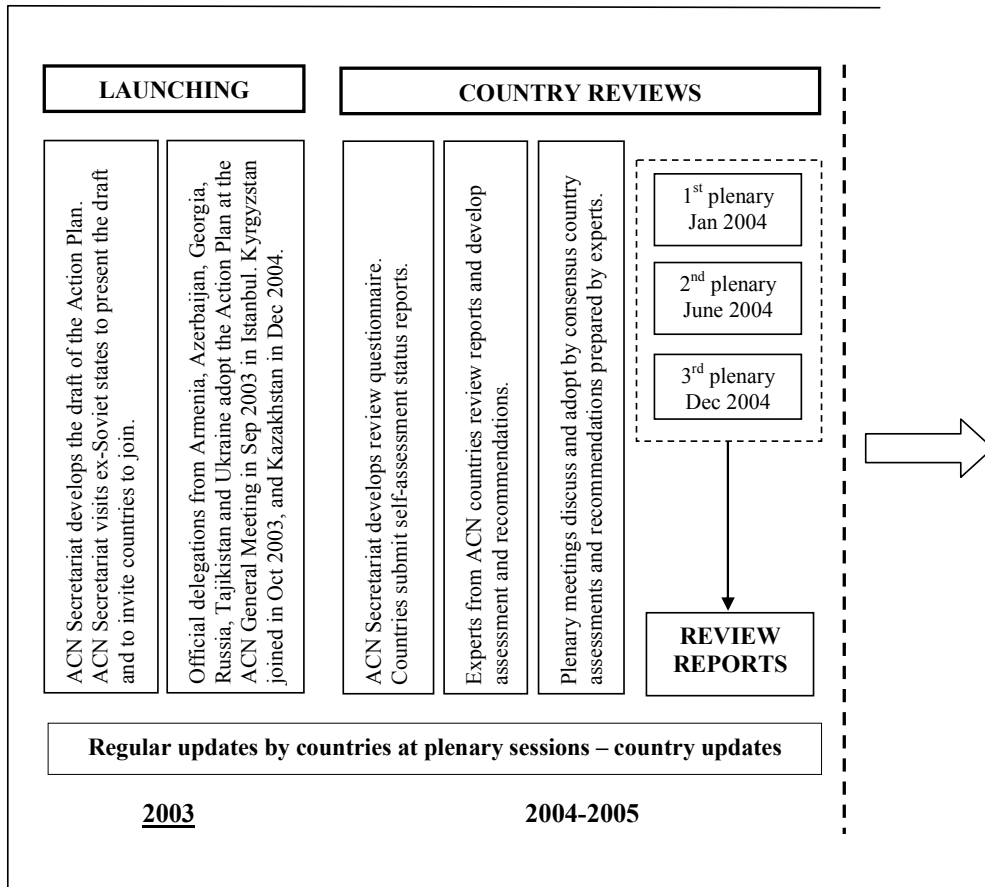 LAUNCHING
ACN Secretariat develops the draft of the Action Plan.
ACN Secretariat visits ex-Soviet states to present the draft
and to invite countries to join.
Official delegations from Armenia, Azerbaijan, Georgia,
Russia, Tajikistan and Ukraine adopt the Action Plan at the
ACN General Meeting in Sep 2003 in Istanbul. Kyrgyzstan
joined in Oct 2003, and Kazakhstan in Dec 2004.
COUNTRY REVIEWS
ACN Secretariat develops review questionnaire.
Countries submit self-assessment status reports.
Experts from ACN countries review reports and develop
assessment and recommendations.
Plenary meetings discuss and adopt by consensus country
assessments and recommendations prepared by experts.
1st plenary
Jan 2004
2nd plenary
June 2004
3rd plenary
Dec 2004
REVIEW
REPORTS
Regular updates by countries at plenary sessions – country updates
2003
2004-2005